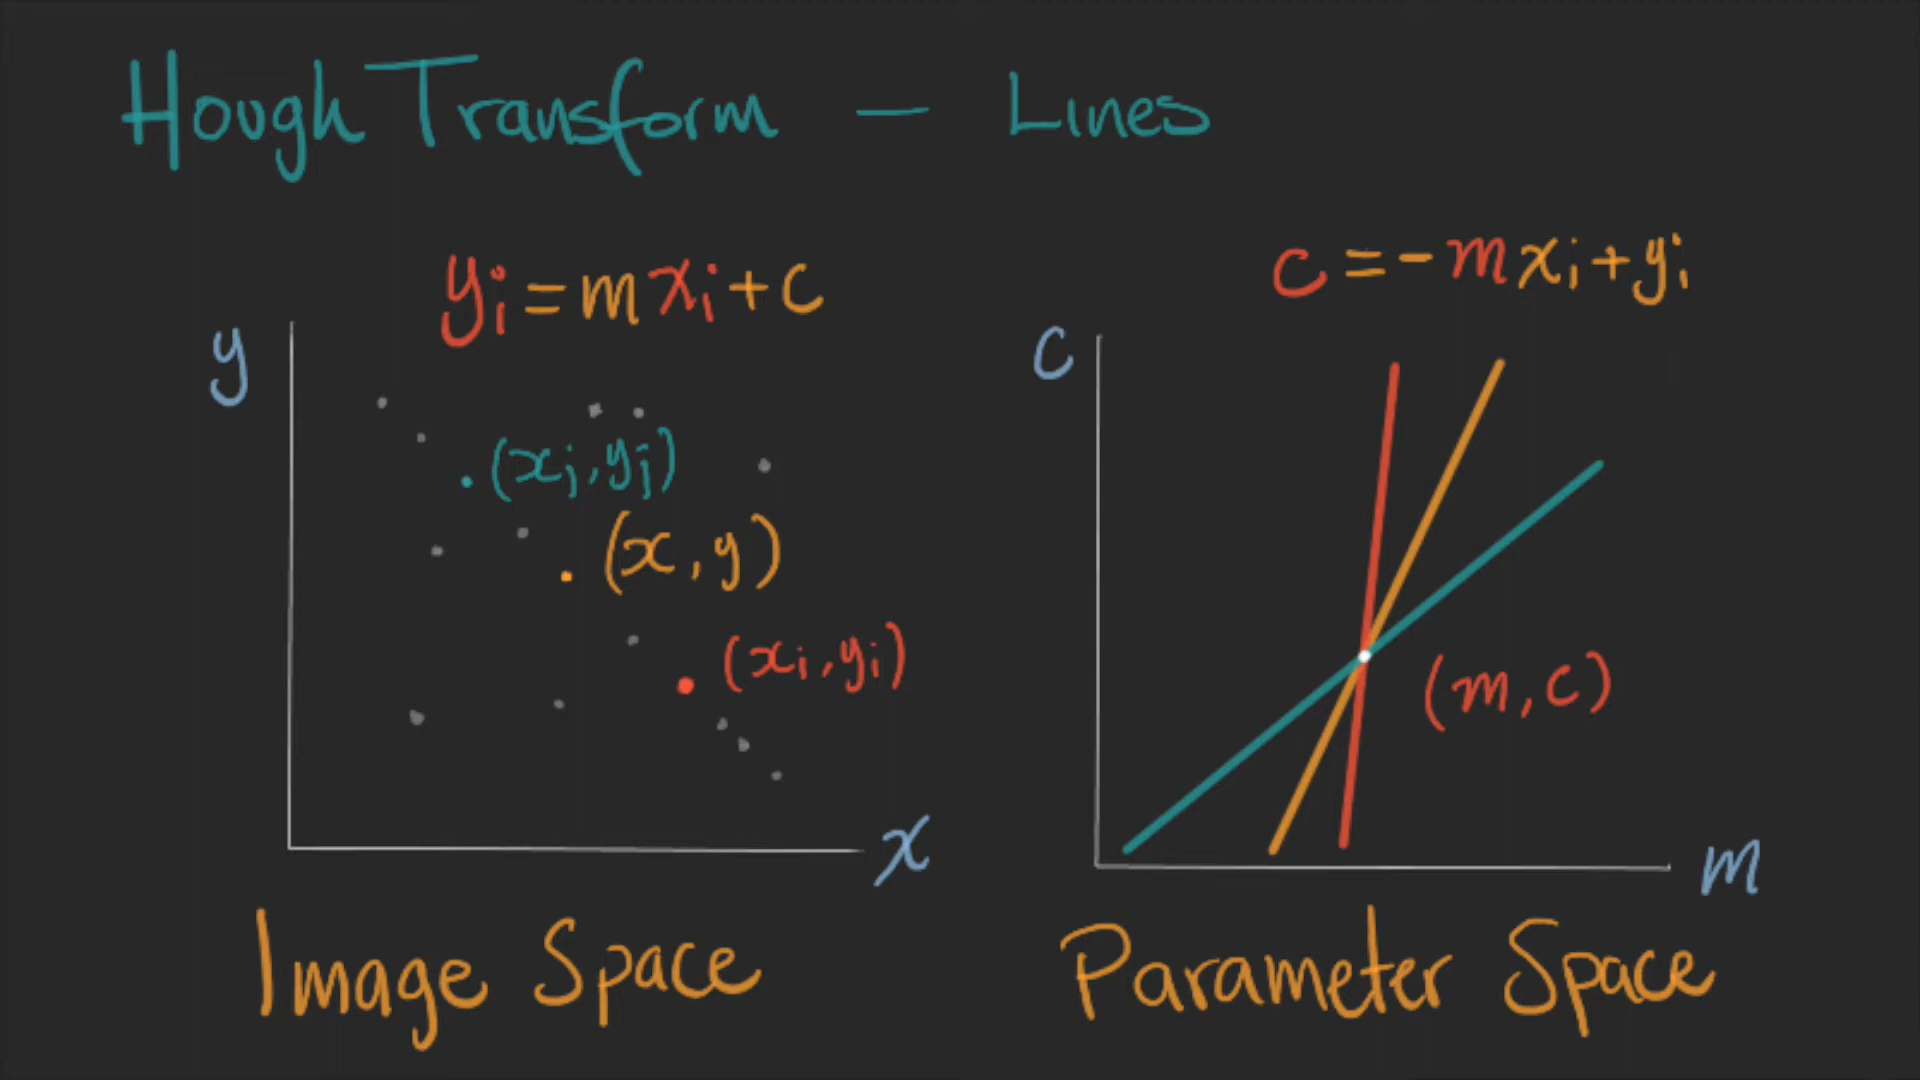 Hough Transform — Lines
yᵢ = mxᵢ + c
c = -mxᵢ + yᵢ
y
(xⱼ, yⱼ)
(x, y)
(xᵢ, yᵢ)
x
c
(m, c)
m
Image Space
Parameter Space